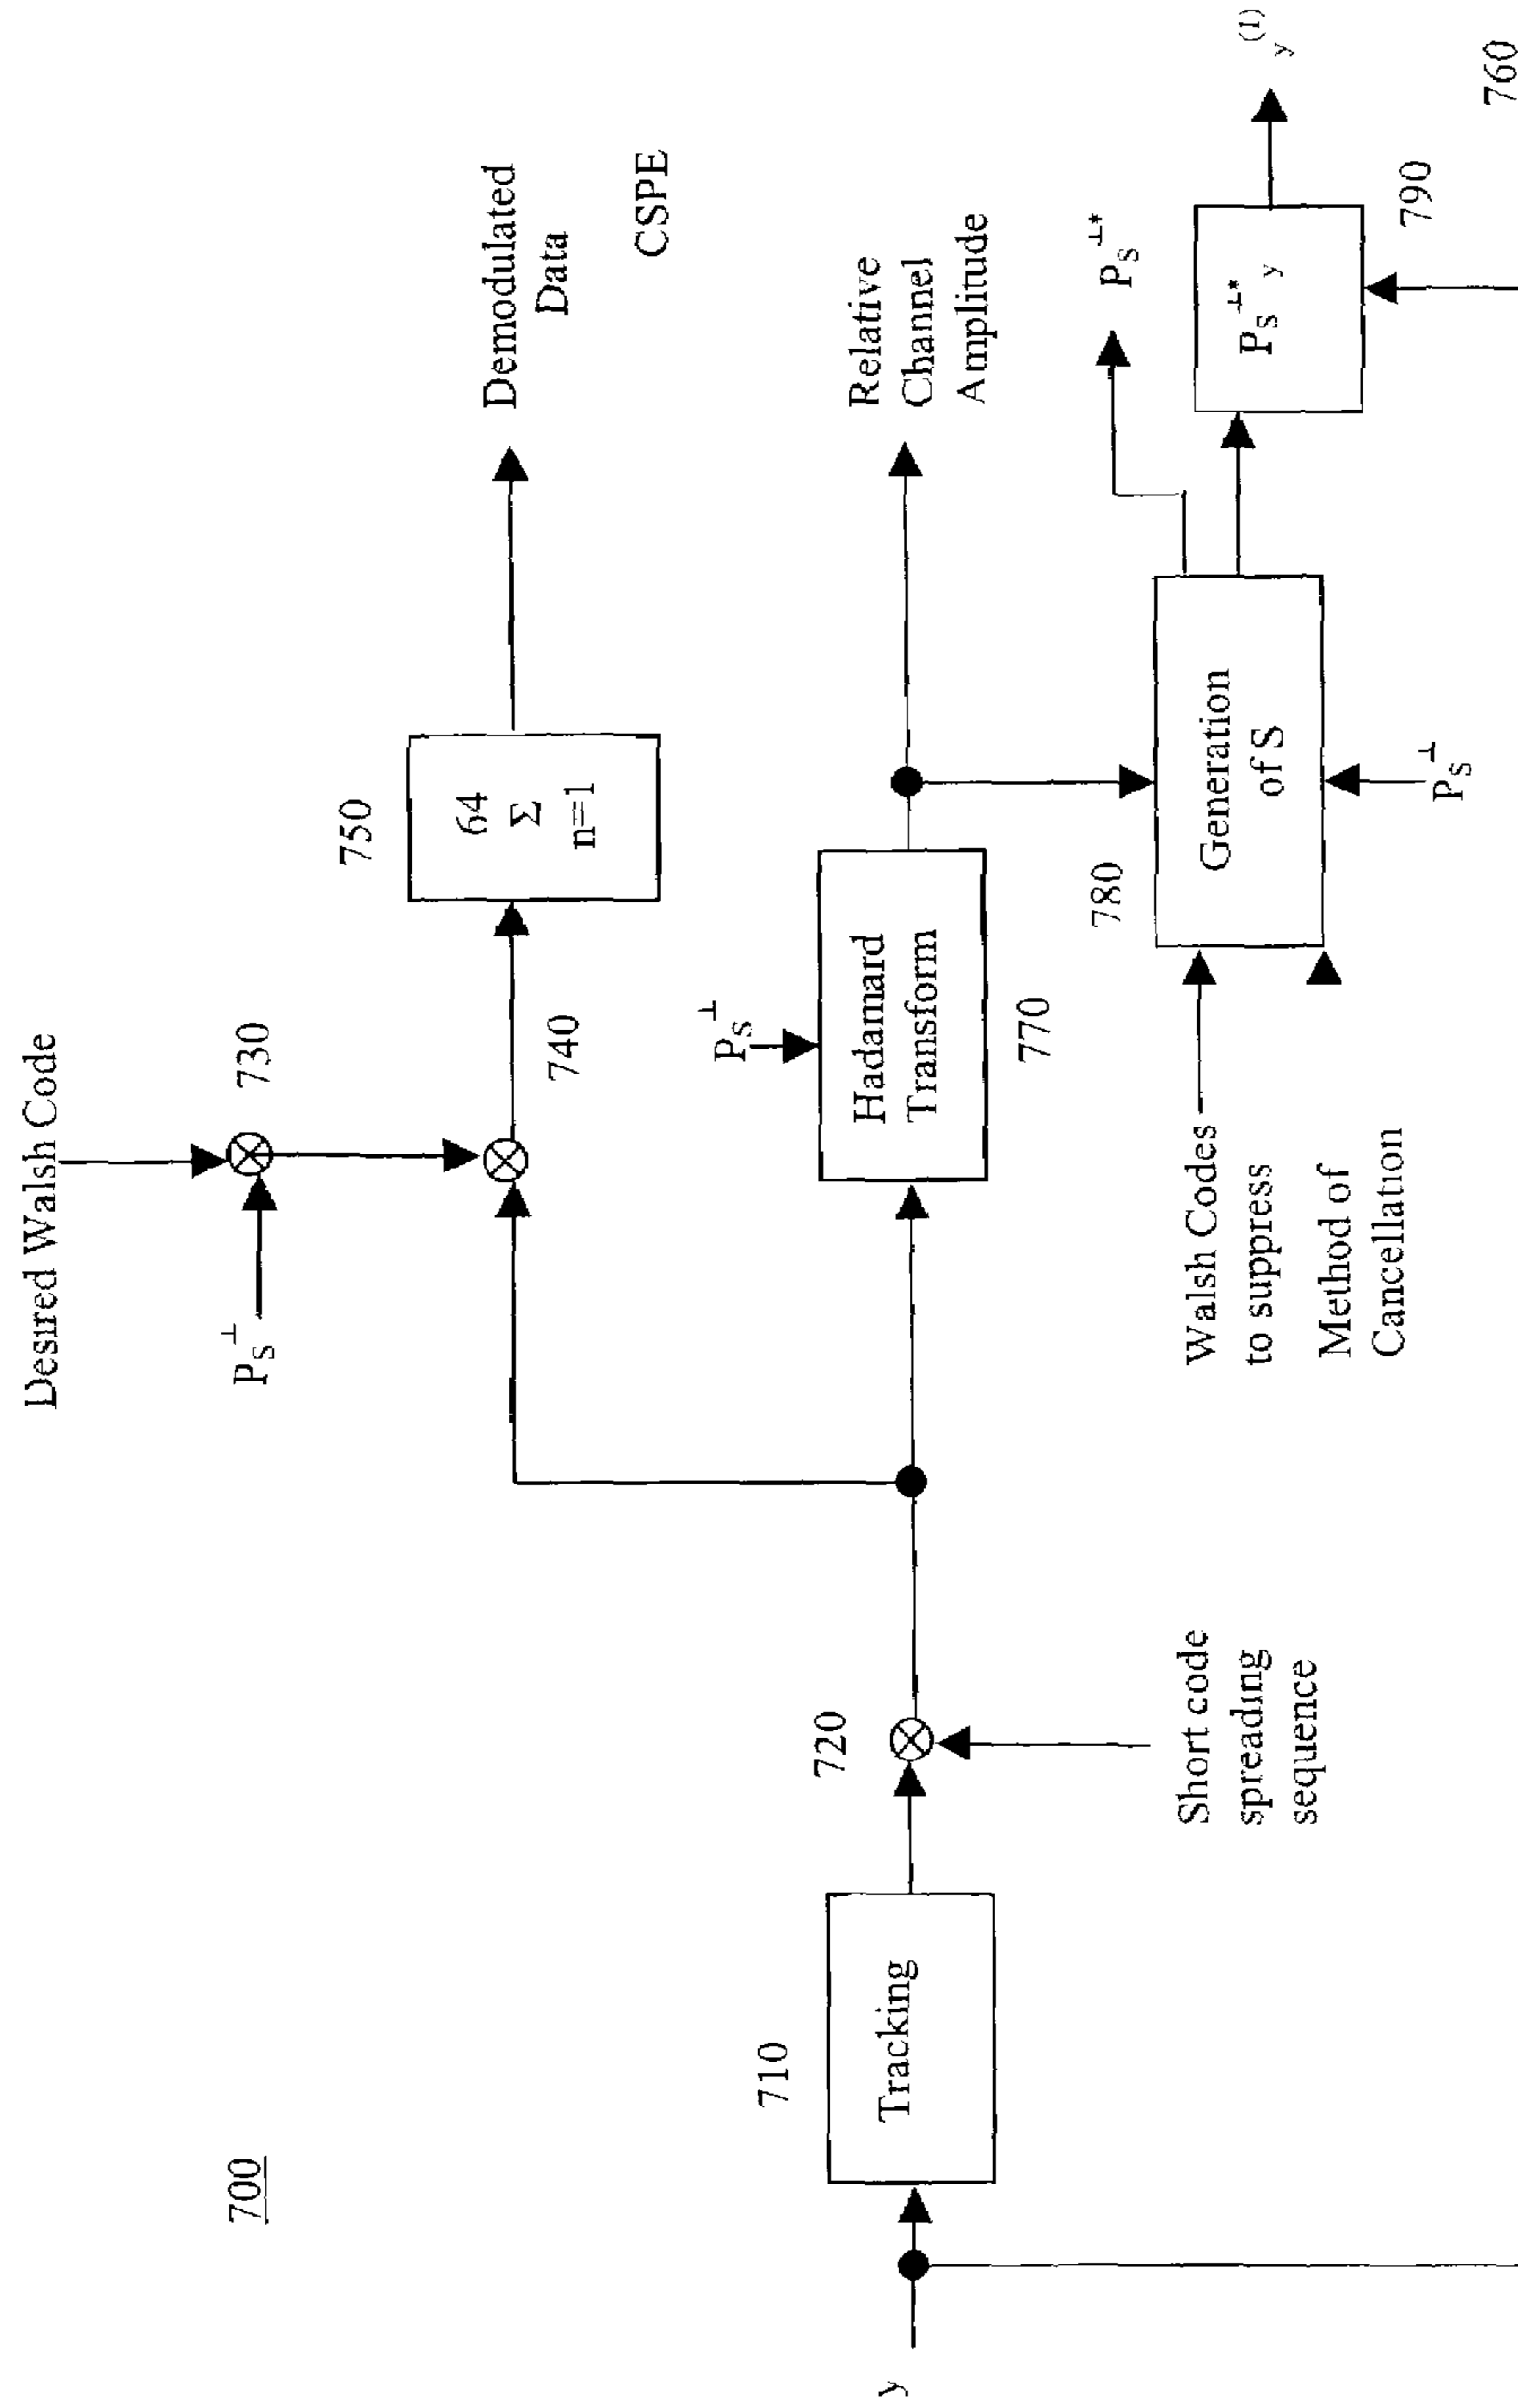 700
Desired Walsh Code
P_S^⊥
730
740
750
64
Σ
n=1
Demodulated
Data
CSPE
y
710
Tracking
720
Short code
spreading
sequence
P_S^⊥
Hadamard
Transform
770
Relative
Channel
Amplitude
Walsh Codes
to suppress
Method of
Cancellation
780
Generation
of S
P_S^⊥
P_S^⊥*
P_S^⊥* y
790
y^(1)
760